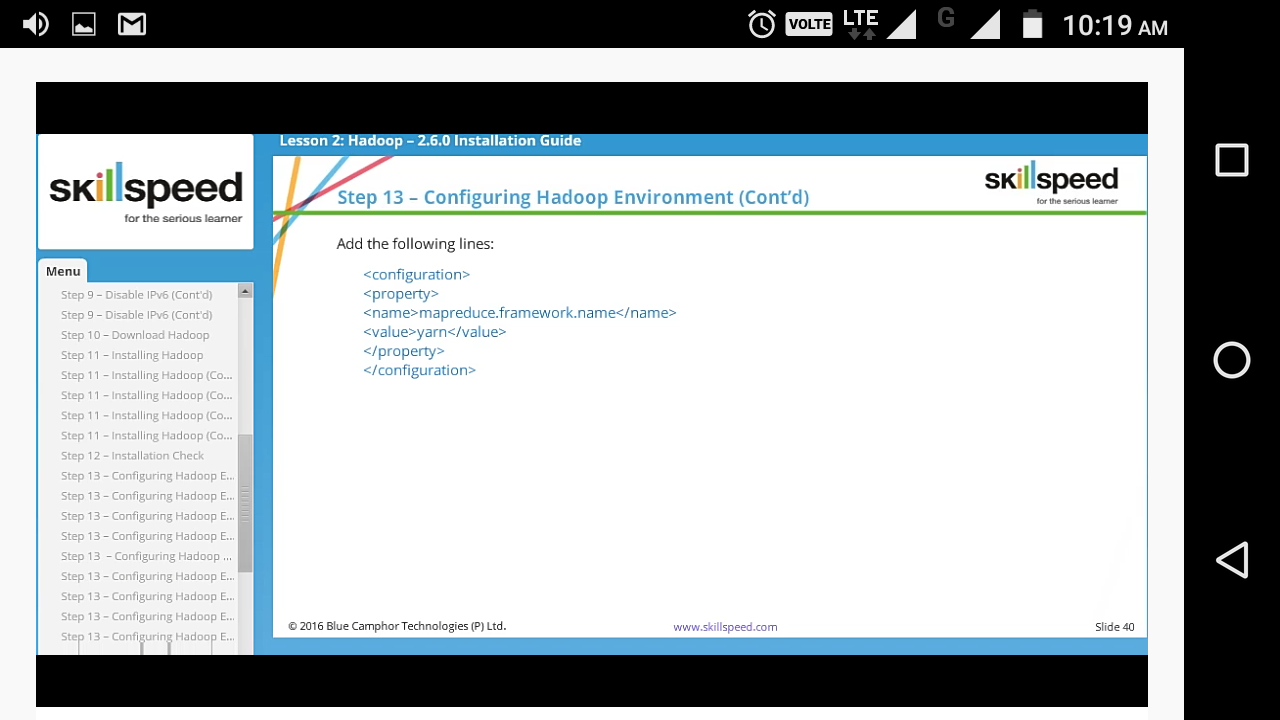 VOLTE LTE G 10:19 AM
skillspeed
for the serious learner
Menu
Step 9 – Disable IPv6 (Cont'd)
Step 9 – Disable IPv6 (Cont'd)
Step 10 – Download Hadoop
Step 11 – Installing Hadoop
Step 11 – Installing Hadoop (Co...
Step 11 – Installing Hadoop (Co...
Step 11 – Installing Hadoop (Co...
Step 11 – Installing Hadoop (Co...
Step 12 – Installation Check
Step 13 – Configuring Hadoop E...
Step 13 – Configuring Hadoop E...
Step 13 – Configuring Hadoop E...
Step 13 – Configuring Hadoop E...
Step 13  – Configuring Hadoop ...
Step 13 – Configuring Hadoop E...
Step 13 – Configuring Hadoop E...
Step 13 – Configuring Hadoop E...
Step 13 – Configuring Hadoop E...
Lesson 2: Hadoop – 2.6.0 Installation Guide
Step 13 – Configuring Hadoop Environment (Cont’d)
skillspeed
for the serious learner
Add the following lines:
<configuration>
<property>
<name>mapreduce.framework.name</name>
<value>yarn</value>
</property>
</configuration>
© 2016 Blue Camphor Technologies (P) Ltd.
www.skillspeed.com
Slide 40